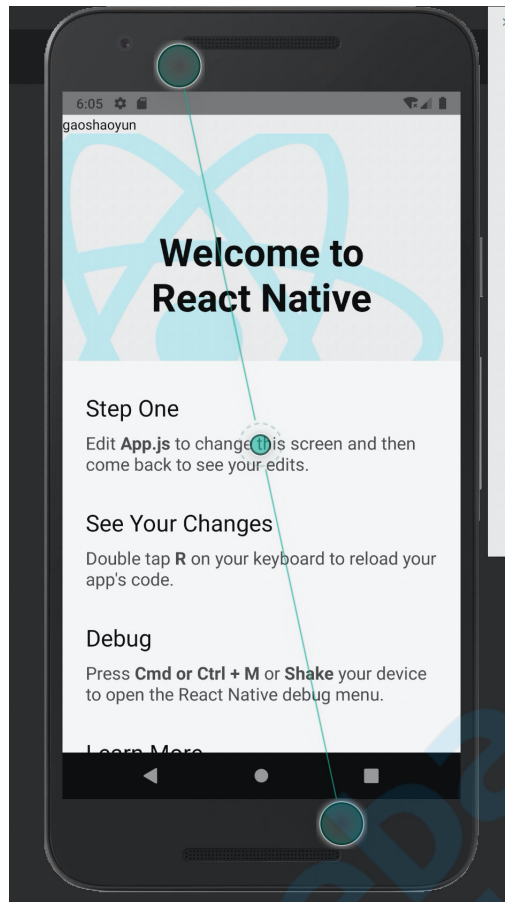 6:05
gaoshaoyun
Welcome to
React Native
Step One
Edit App.js to change this screen and then
come back to see your edits.
See Your Changes
Double tap R on your keyboard to reload your
app's code.
Debug
Press Cmd or Ctrl + M or Shake your device
to open the React Native debug menu.
Learn More